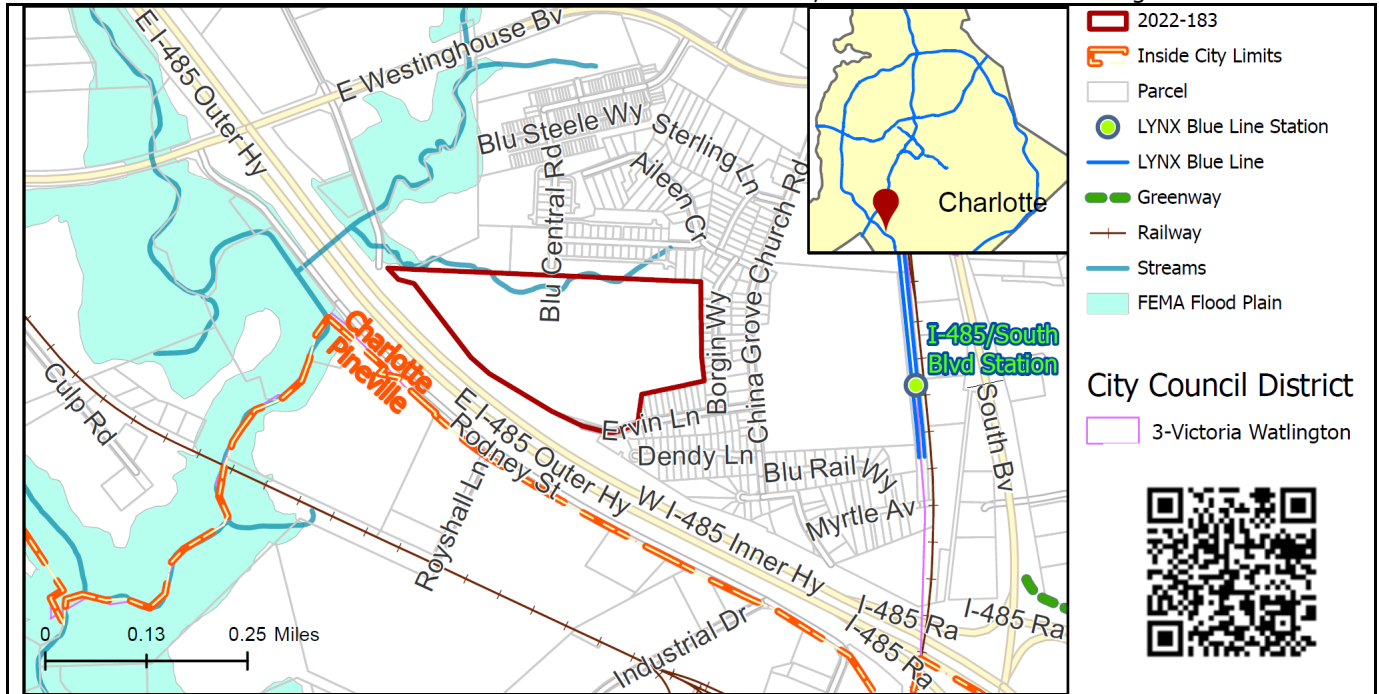 E I-485 Outer Hy
E Westinghouse Bv
Blu Steele Wy
Sterling Ln
Aileen Cr
Blu Central Rd
China Grove Church Rd
Borgin Wy
Charlotte
I-485/South
Blvd Station
Charlotte
Pineville
Culp Rd
E I-485 Outer Hy
Rodney St
Ervin Ln
Dendy Ln
Blu Rail Wy
Myrtle Av
South Bv
Royshall Ln
W I-485 Inner Hy
I-485 Ra
I-485 Ra
I-485 Ra
Industrial Dr
0 0.13 0.25 Miles
2022-183
Inside City Limits
Parcel
LYNX Blue Line Station
LYNX Blue Line
Greenway
Railway
Streams
FEMA Flood Plain
City Council District
3-Victoria Watlington